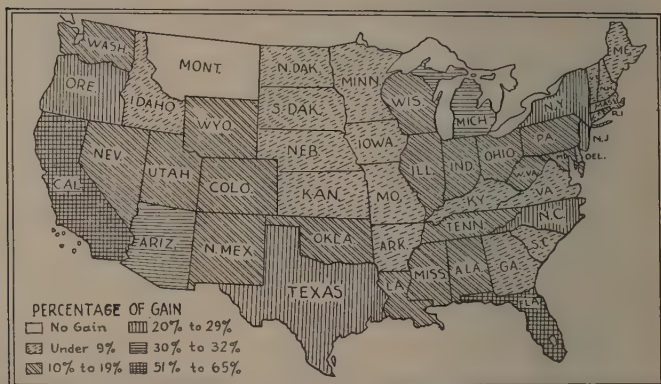 WASH.
MONT.
N.DAK.
MINN.
ME.
ORE.
IDAHO
WYO.
S.DAK.
WIS.
MICH.
N.Y.
MASS.
R.I.
NEV.
UTAH
COLO.
NEB.
IOWA.
ILL.
IND.
OHIO
PA.
N.J.
MD.
DEL.
CAL.
KAN.
MO.
KY.
W.VA.
VA.
ARIZ.
N.MEX.
OKLA.
ARK.
TENN.
N.C.
S.C.
TEXAS
LA.
MISS.
ALA.
GA.
FLA.
PERCENTAGE OF GAIN
No Gain 20% to 29%
Under 9% 30% to 32%
10% to 19% 51% to 65%